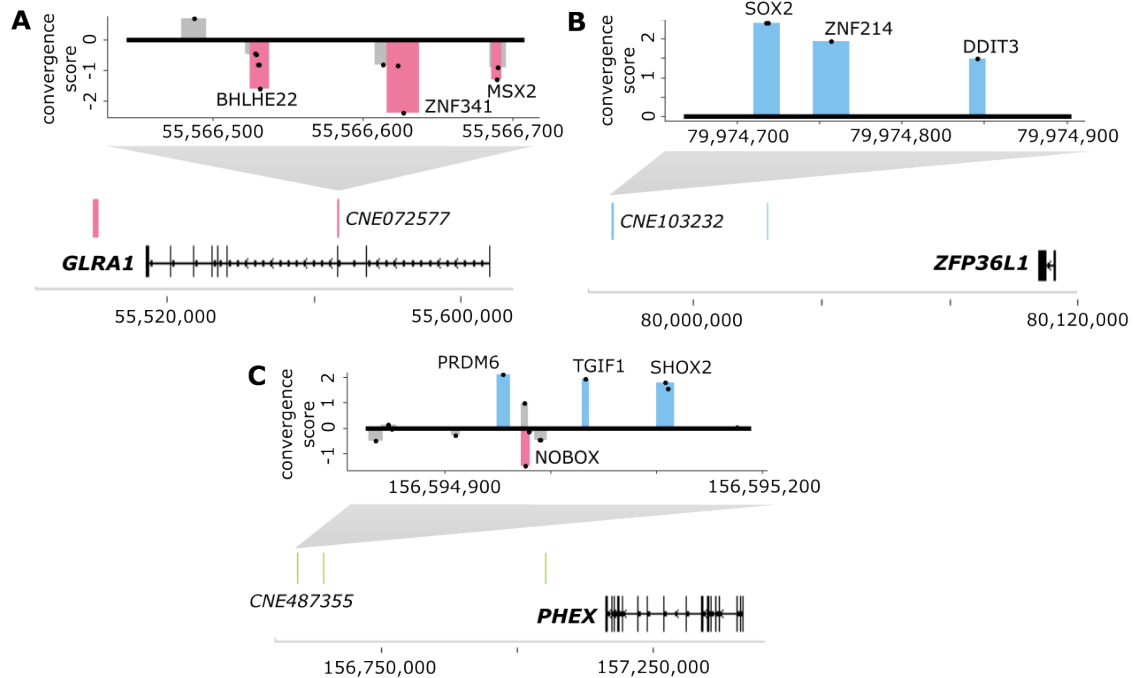 A
convergence
score
0
-1
-2
BHLHE22
ZNF341
MSX2
55,566,500
55,566,600
55,566,700
CNE072577
GLRA1
55,520,000
55,600,000
B
convergence
score
2
1
0
SOX2
ZNF214
DDIT3
79,974,700
79,974,800
79,974,900
CNE103232
ZFP36L1
80,000,000
80,120,000
C
convergence
score
2
1
0
-1
PRDM6
TGIF1
SHOX2
NOBOX
156,594,900
156,595,200
CNE487355
PHEX
156,750,000
157,250,000